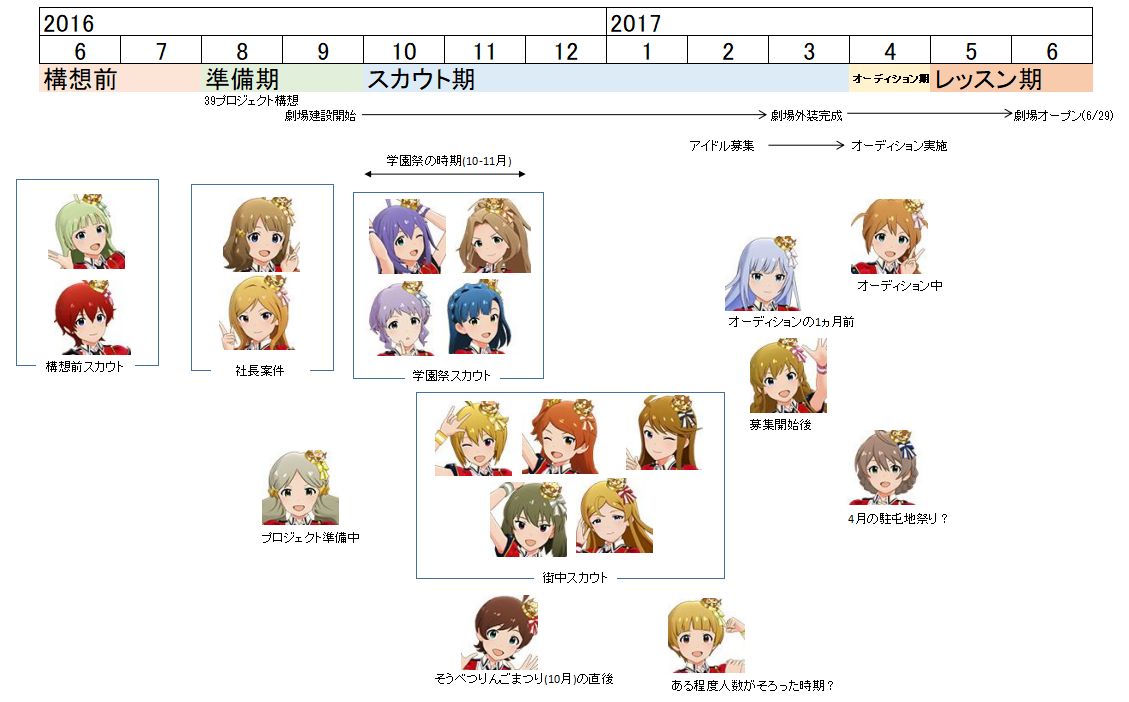 2016
2017
6 7 8 9 10 11 12 1 2 3 4 5 6
構想前 準備期 スカウト期 オーディション期 レッスン期
39プロジェクト構想
劇場建設開始
劇場外装完成
劇場オープン(6/29)
アイドル募集
オーディション実施
学園祭の時期(10-11月)
オーディション中
オーディションの1ヵ月前
構想前スカウト
社長案件
学園祭スカウト
募集開始後
4月の駐屯地祭り？
プロジェクト準備中
街中スカウト
そうべつりんごまつり(10月)の直後
ある程度人数がそろった時期？